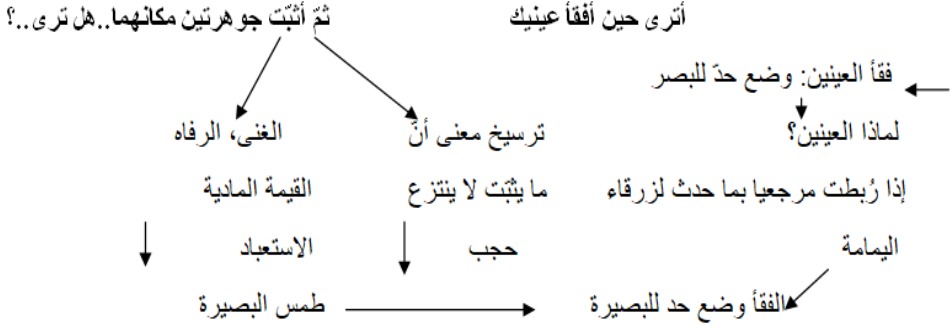 أترى حين أفقأ عينيك ثمّ أثبّت جوهرتين مكانهما..هل ترى..؟
فقأ العينين: وضع حدّ للبصر
لماذا العينين؟ ترسيخ معنى أنّ الغنى، الرفاه
إذا رُبطت مرجعيا بما حدث لزرقاء ما يثبّت لا ينتزع القيمة المادية
اليمامة حجب الاستعباد
الفقأ وضع حد للبصيرة طمس البصيرة